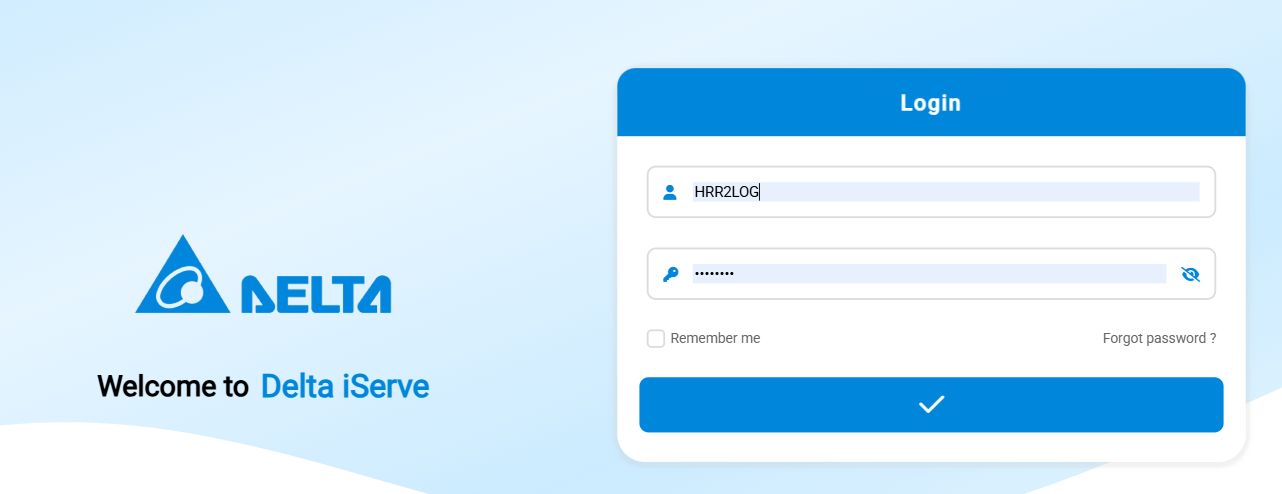 Login
HRR2LOG
••••••••
Remember me
Forgot password ?
DELTA
Welcome to Delta iServe